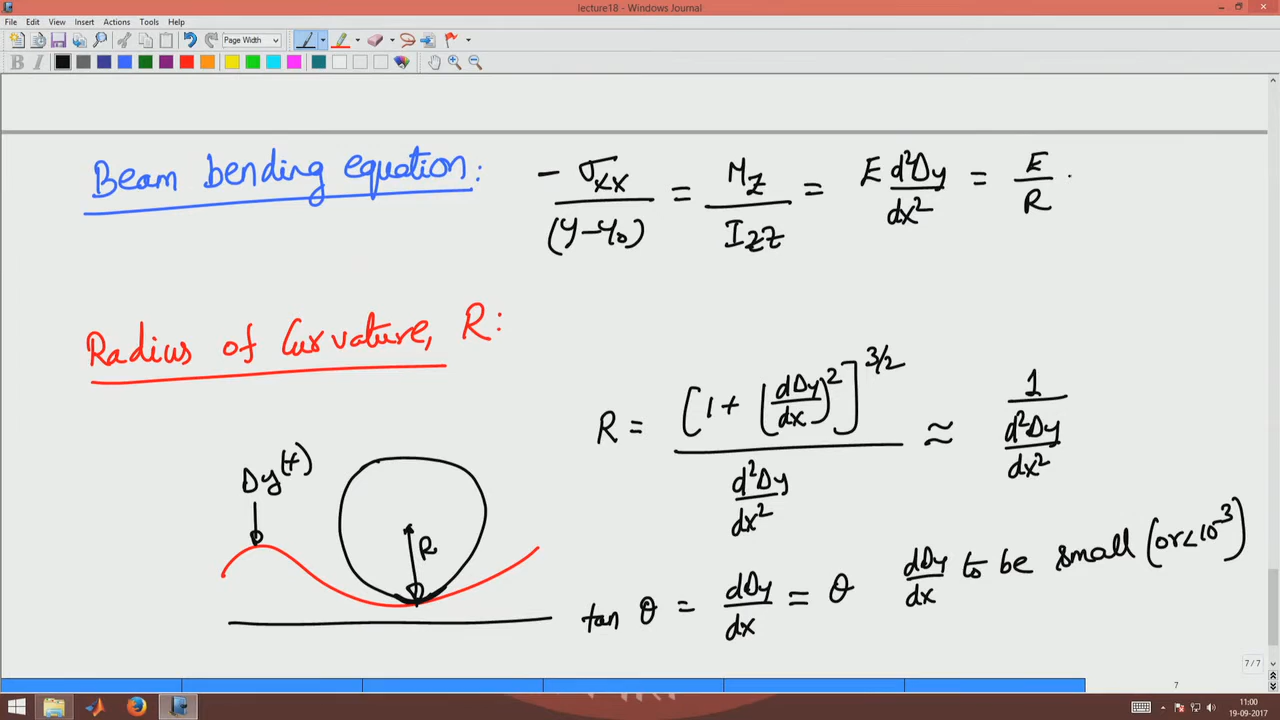 lecture18 - Windows Journal
File Edit View Insert Actions Tools Help
Page Width
B I
Beam bending equation: - σxx/(y-y₀) = Mz/Izz = E d²Δy/dx² = E/R.
Radius of Curvature, R:
R = [1 + (dΔy/dx)²]^3/2 / d²Δy/dx² ≈ 1 / d²Δy/dx²
Δy(x)
R
tan θ = dΔy/dx = θ dΔy/dx to be small (or < 10⁻³)
7/7
7
11:00
19-09-2017